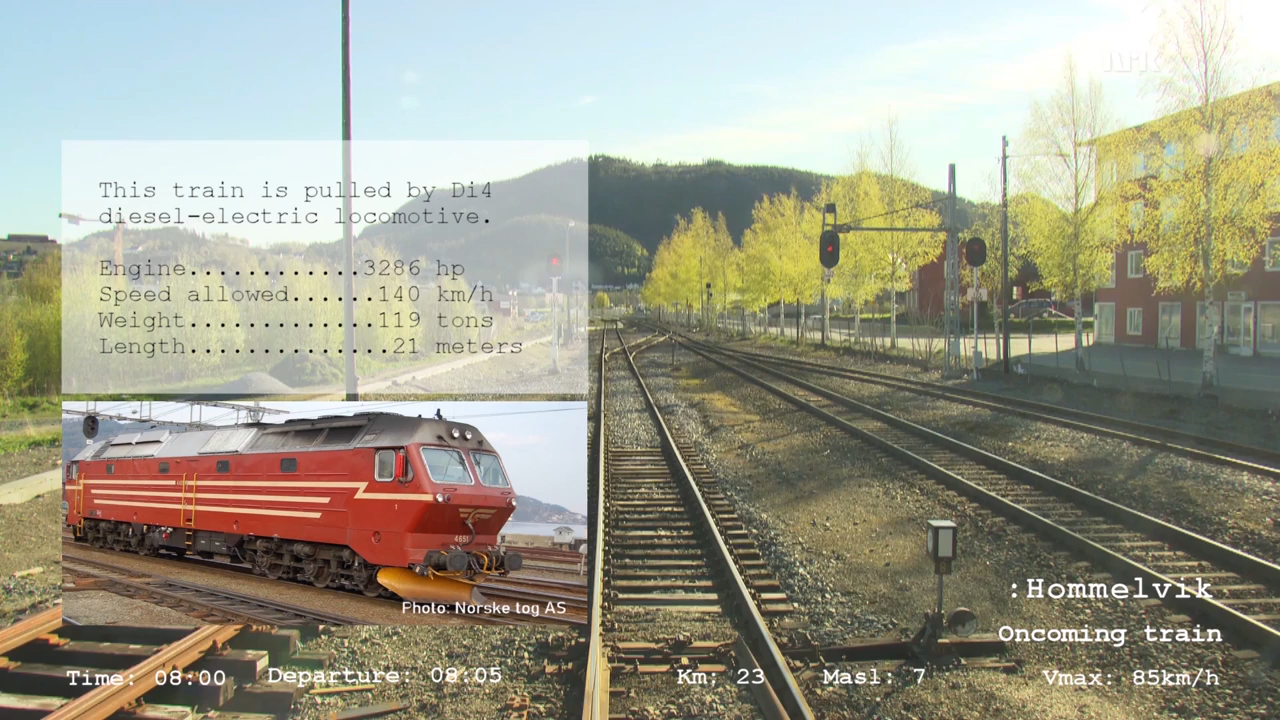 NRK
This train is pulled by Di4
diesel-electric locomotive.
Engine............3286 hp
Speed allowed......140 km/h
Weight.............119 tons
Length..............21 meters
4651
Photo: Norske tog AS
:Hommelvik
Oncoming train
Time: 08:00 Departure: 08:05 Km: 23 Masl: 7 Vmax: 85km/h